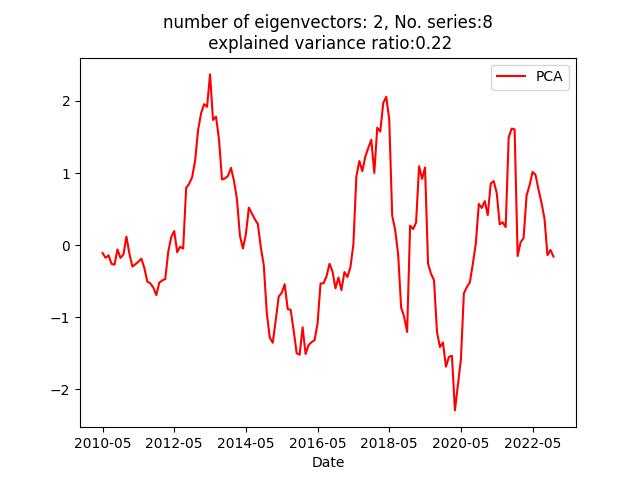 number of eigenvectors: 2, No. series:8
explained variance ratio:0.22
PCA
2
1
0
−1
−2
2010-05 2012-05 2014-05 2016-05 2018-05 2020-05 2022-05
Date